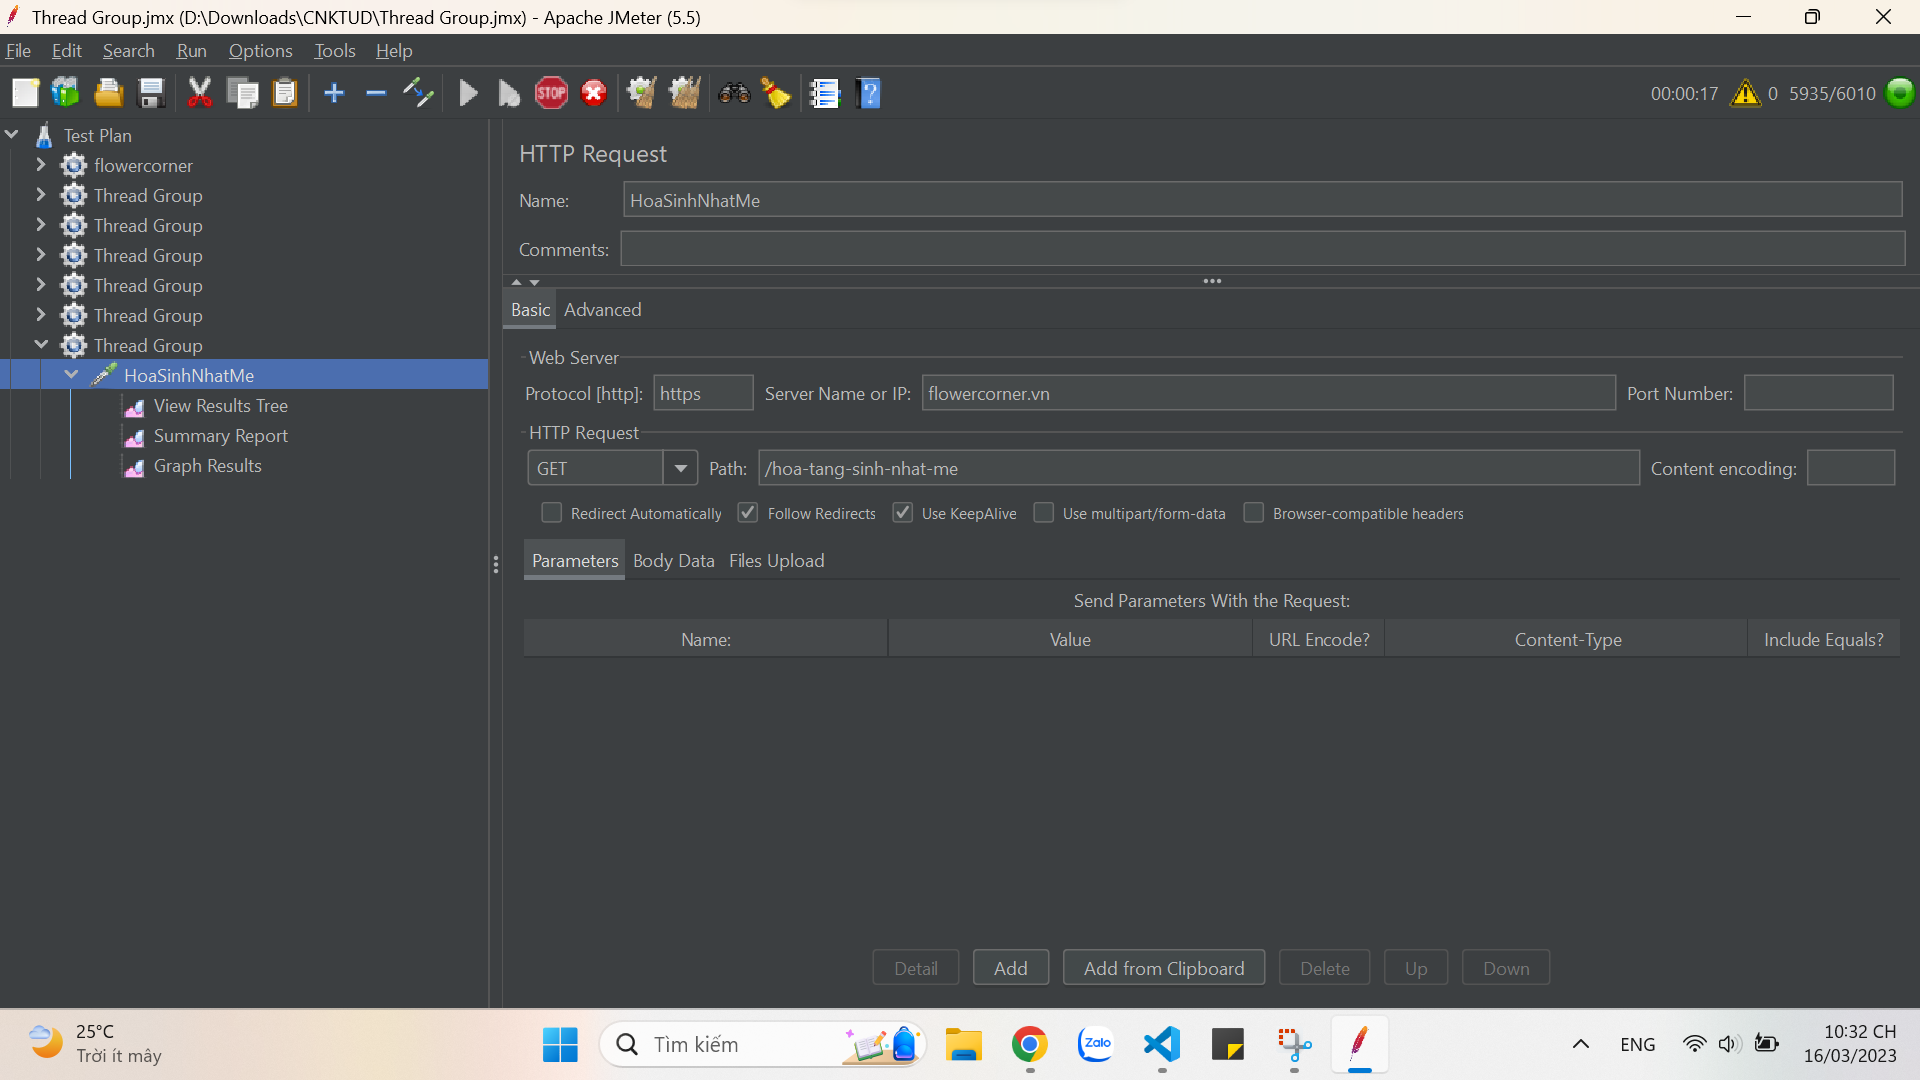 Thread Group.jmx (D:\Downloads\CNKTUD\Thread Group.jmx) - Apache JMeter (5.5)
File Edit Search Run Options Tools Help
STOP 00:00:17 0 5935/6010
Test Plan
flowercorner
Thread Group
Thread Group
Thread Group
Thread Group
Thread Group
Thread Group
HoaSinhNhatMe
View Results Tree
Summary Report
Graph Results
HTTP Request
Name: HoaSinhNhatMe
Comments:
Basic Advanced
Web Server
Protocol [http]: https Server Name or IP: flowercorner.vn Port Number:
HTTP Request
GET Path: /hoa-tang-sinh-nhat-me Content encoding:
Redirect Automatically Follow Redirects Use KeepAlive Use multipart/form-data Browser-compatible headers
Parameters Body Data Files Upload
Send Parameters With the Request:
Name: Value URL Encode? Content-Type Include Equals?
Detail Add Add from Clipboard Delete Up Down
25°C
Trời ít mây
Tìm kiếm
Zalo
ENG
10:32 CH
16/03/2023